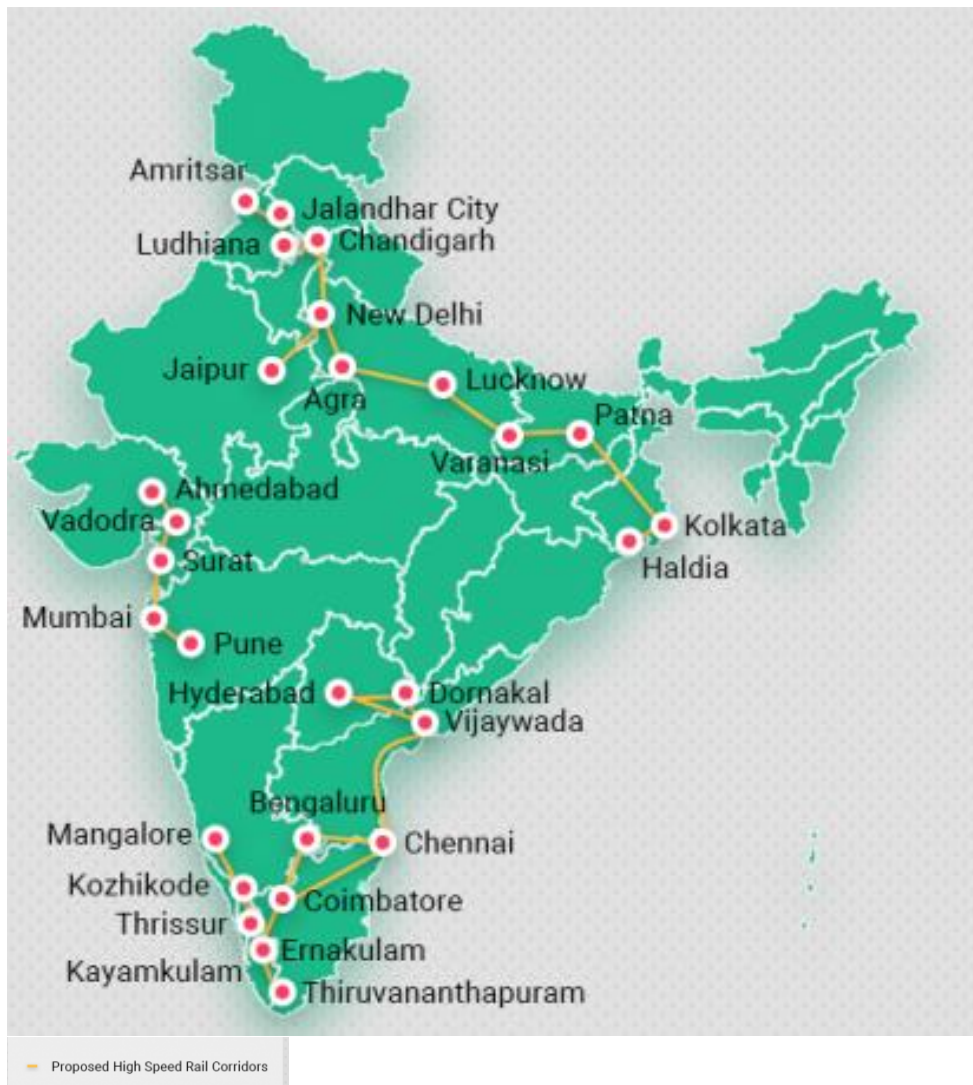 Amritsar
Jalandhar City
Ludhiana
Chandigarh
New Delhi
Jaipur
Agra
Lucknow
Patna
Varanasi
Ahmedabad
Vadodra
Surat
Kolkata
Haldia
Mumbai
Pune
Hyderabad
Dornakal
Vijaywada
Bengaluru
Mangalore
Chennai
Kozhikode
Coimbatore
Thrissur
Ernakulam
Kayamkulam
Thiruvananthapuram
Proposed High Speed Rail Corridors